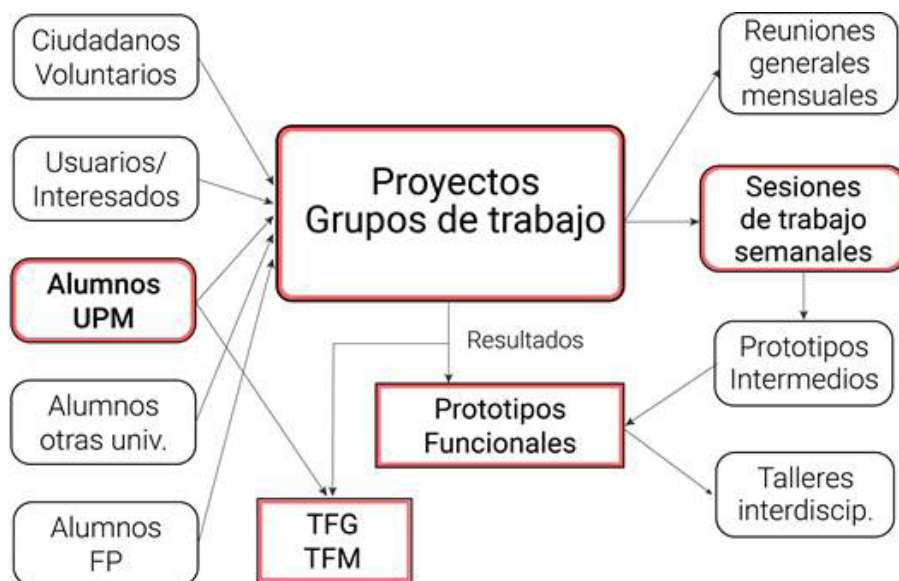 Ciudadanos
Voluntarios
Usuarios/
Interesados
Alumnos
UPM
Alumnos
otras univ.
Alumnos
FP
Proyectos
Grupos de trabajo
Resultados
Prototipos
Funcionales
TFG
TFM
Reuniones
generales
mensuales
Sesiones
de trabajo
semanales
Prototipos
Intermedios
Talleres
interdiscip.